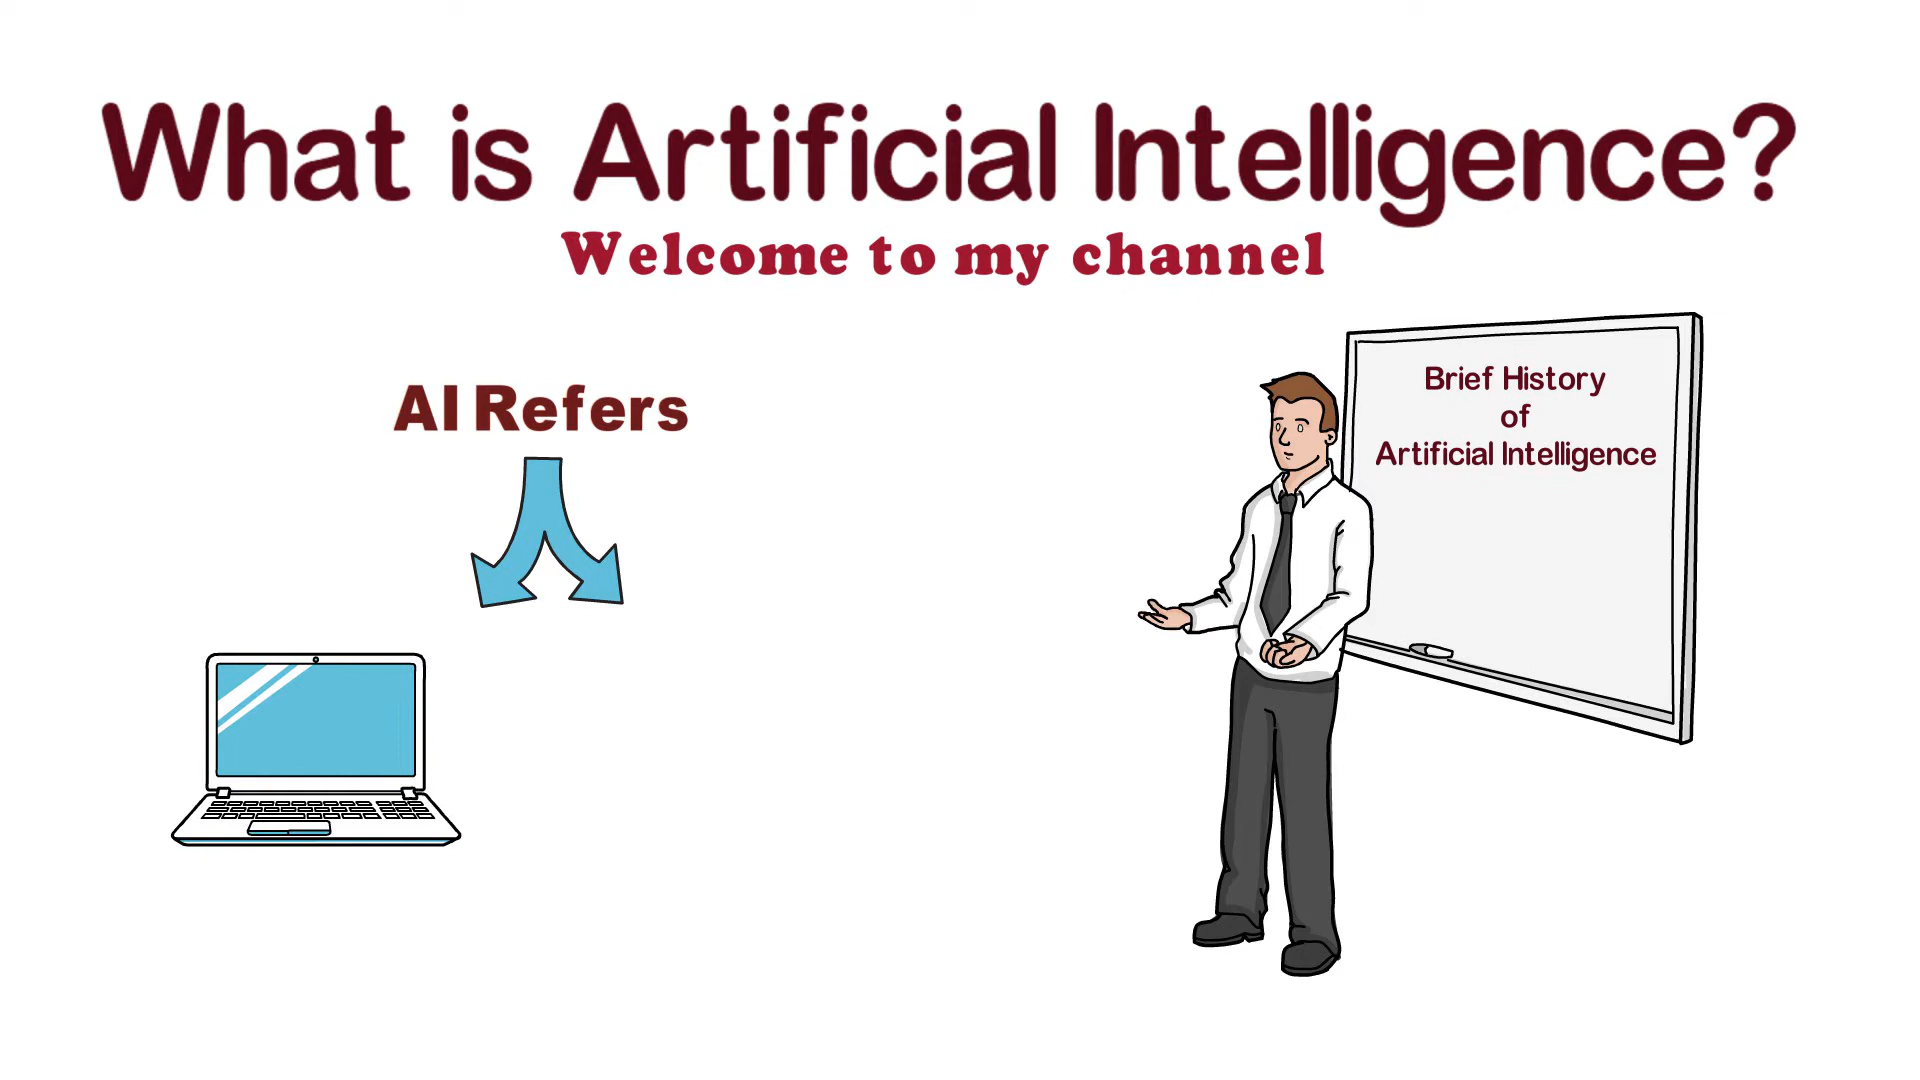 What is Artificial Intelligence?
Welcome to my channel
AI Refers
Brief History
of
Artificial Intelligence